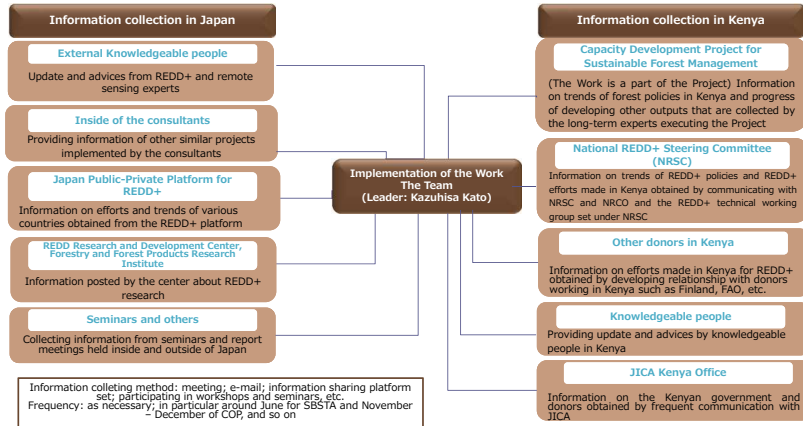 Information collection in Japan
External Knowledgeable people
Update and advices from REDD+ and remote
sensing experts
Inside of the consultants
Providing information of other similar projects
implemented by the consultants
Japan Public-Private Platform for
REDD+
Information on efforts and trends of various
countries obtained from the REDD+ platform
REDD Research and Development Center,
Forestry and Forest Products Research
Institute
Information posted by the center about REDD+
research
Seminars and others
Collecting information from seminars and report
meetings held inside and outside of Japan
Implementation of the Work
The Team
(Leader: Kazuhisa Kato)
Information collection in Kenya
Capacity Development Project for
Sustainable Forest Management
(The Work is a part of the Project) Information
on trends of forest policies in Kenya and progress
of developing other outputs that are collected by
the long-term experts executing the Project
National REDD+ Steering Committee
(NRSC)
Information on trends of REDD+ policies and REDD+
efforts made in Kenya obtained by communicating with
NRSC and NRCO and the REDD+ technical working
group set under NRSC
Other donors in Kenya
Information on efforts made in Kenya for REDD+
obtained by developing relationship with donors
working in Kenya such as Finland, FAO, etc.
Knowledgeable people
Providing update and advices by knowledgeable
people in Kenya
JICA Kenya Office
Information on the Kenyan government and
donors obtained by frequent communication with
JICA
Information colleting method: meeting; e-mail; information sharing platform
set; participating in workshops and seminars, etc.
Frequency: as necessary; in particular around June for SBSTA and November
– December of COP, and so on